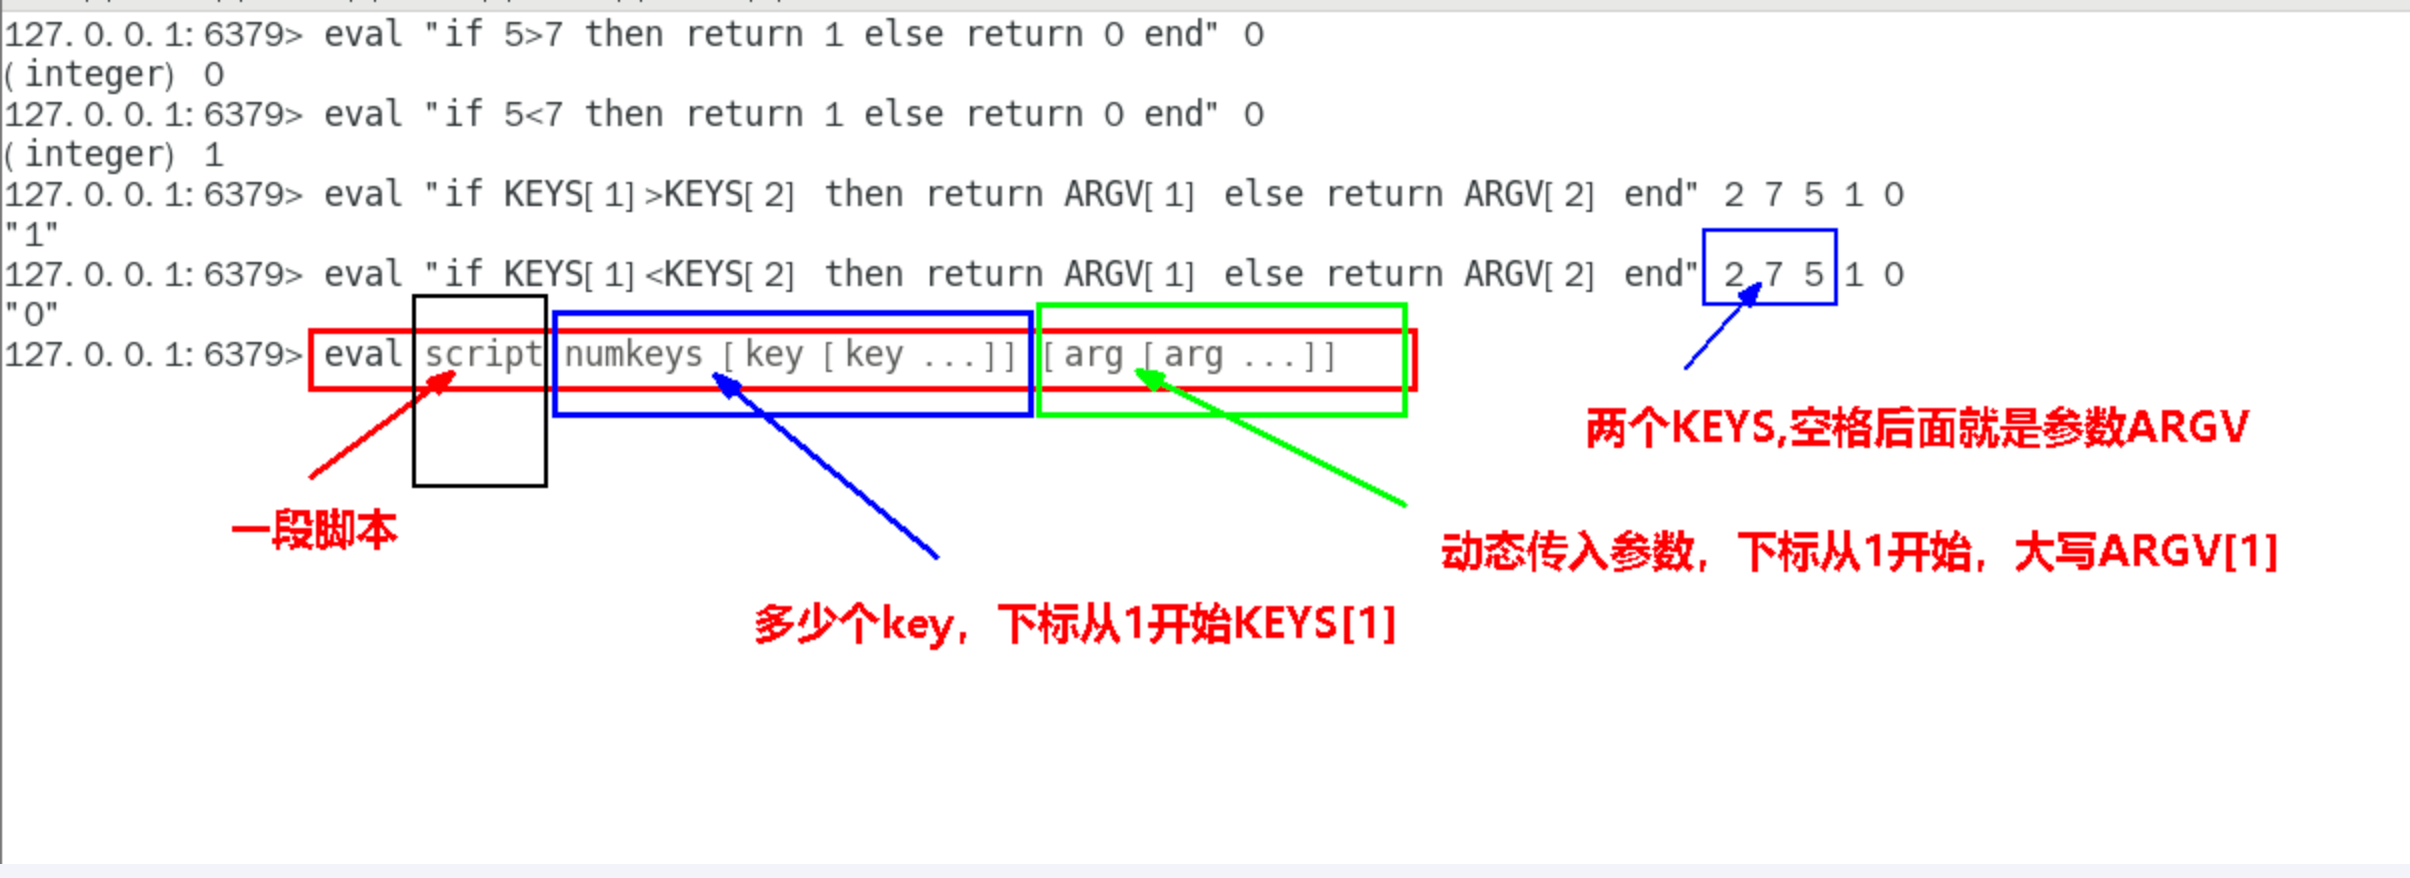 127.0.0.1:6379> eval "if 5>7 then return 1 else return 0 end" 0
(integer) 0
127.0.0.1:6379> eval "if 5<7 then return 1 else return 0 end" 0
(integer) 1
127.0.0.1:6379> eval "if KEYS[1]>KEYS[2] then return ARGV[1] else return ARGV[2] end" 2 7 5 1 0
"1"
127.0.0.1:6379> eval "if KEYS[1]<KEYS[2] then return ARGV[1] else return ARGV[2] end" 2 7 5 1 0
"0"
127.0.0.1:6379> eval script numkeys [key [key ...]] [arg [arg ...]]
两个KEYS,空格后面就是参数ARGV
一段脚本
动态传入参数，下标从1开始，大写ARGV[1]
多少个key，下标从1开始KEYS[1]